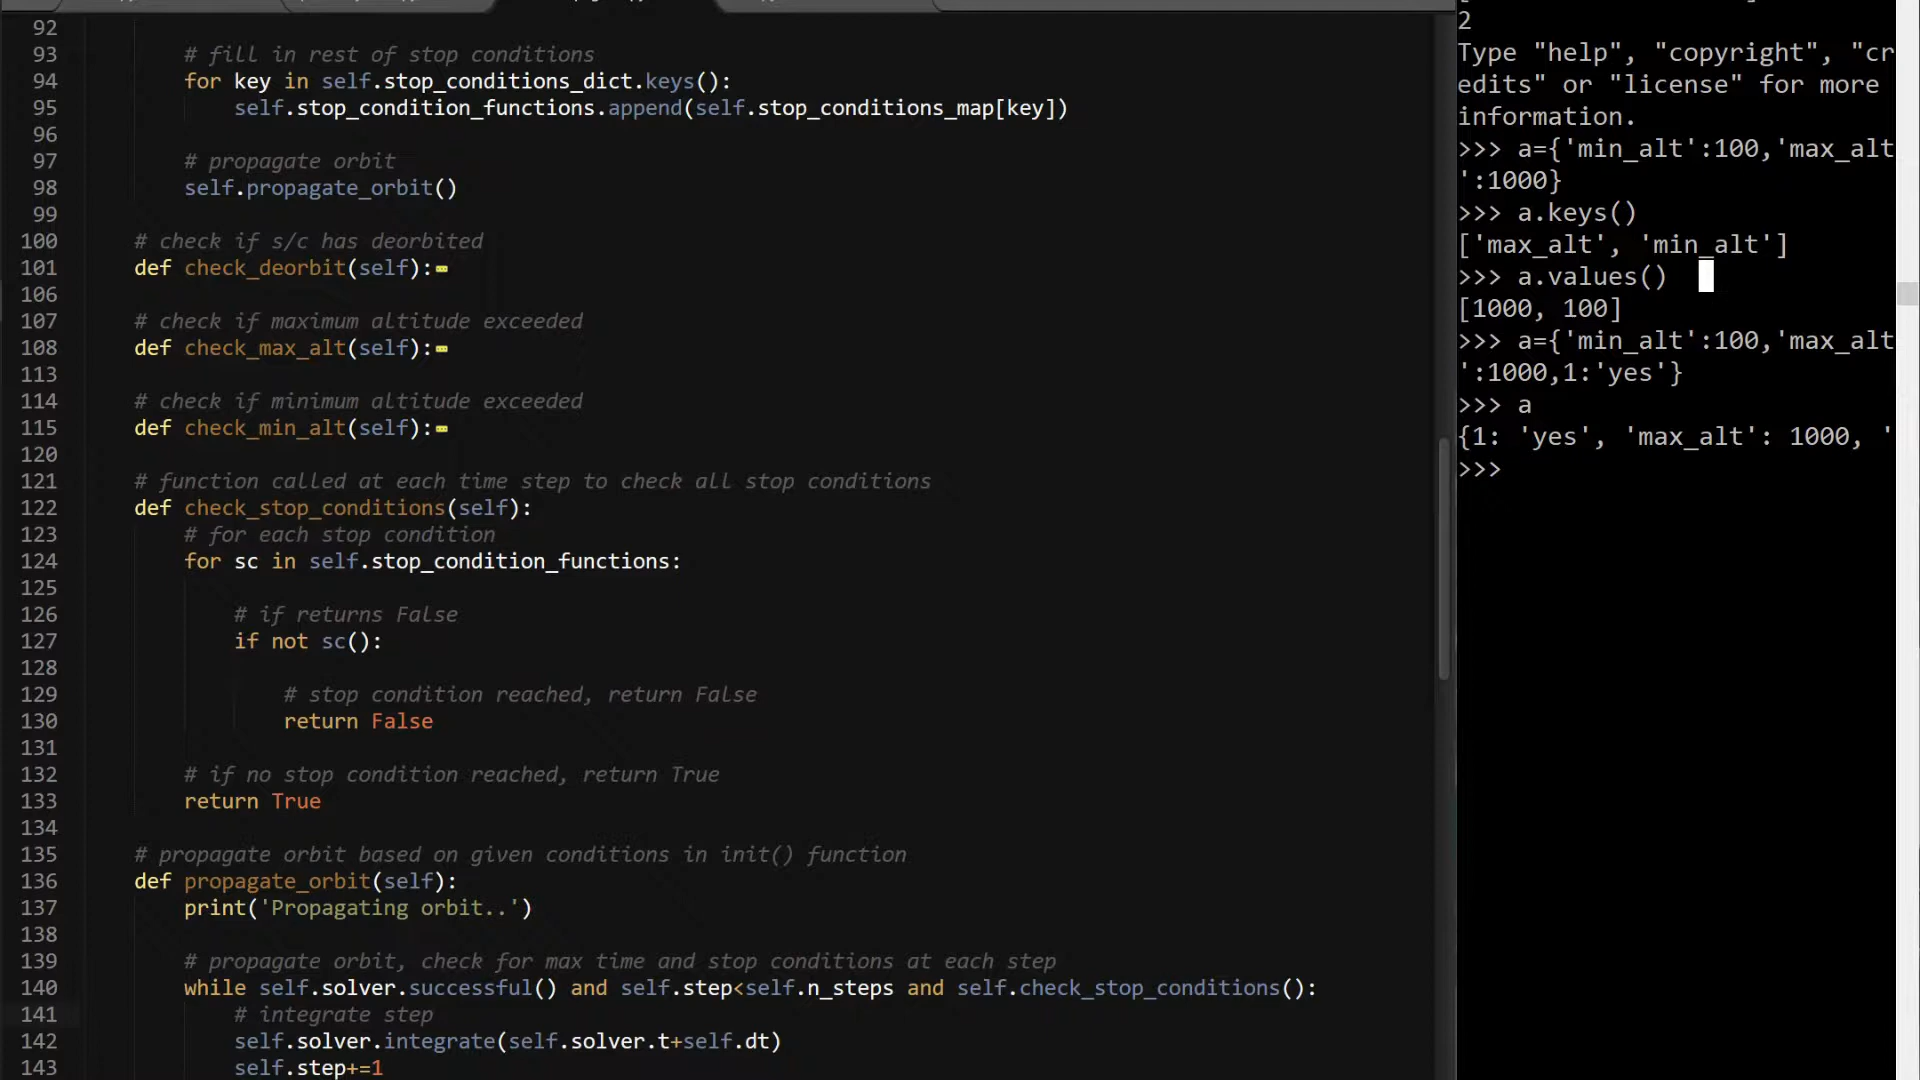 92
93 # fill in rest of stop conditions
94 for key in self.stop_conditions_dict.keys():
95 self.stop_condition_functions.append(self.stop_conditions_map[key])
96
97 # propagate orbit
98 self.propagate_orbit()
99
100 # check if s/c has deorbited
101 def check_deorbit(self):
106
107 # check if maximum altitude exceeded
108 def check_max_alt(self):
113
114 # check if minimum altitude exceeded
115 def check_min_alt(self):
120
121 # function called at each time step to check all stop conditions
122 def check_stop_conditions(self):
123 # for each stop condition
124 for sc in self.stop_condition_functions:
125
126 # if returns False
127 if not sc():
128
129 # stop condition reached, return False
130 return False
131
132 # if no stop condition reached, return True
133 return True
134
135 # propagate orbit based on given conditions in init() function
136 def propagate_orbit(self):
137 print('Propagating orbit..')
138
139 # propagate orbit, check for max time and stop conditions at each step
140 while self.solver.successful() and self.step<self.n_steps and self.check_stop_conditions():
141 # integrate step
142 self.solver.integrate(self.solver.t+self.dt)
143 self.step+=1
2
Type "help", "copyright", "cr
edits" or "license" for more
information.
>>> a={'min_alt':100,'max_alt
':1000}
>>> a.keys()
['max_alt', 'min_alt']
>>> a.values()
[1000, 100]
>>> a={'min_alt':100,'max_alt
':1000,1:'yes'}
>>> a
{1: 'yes', 'max_alt': 1000, '
>>>